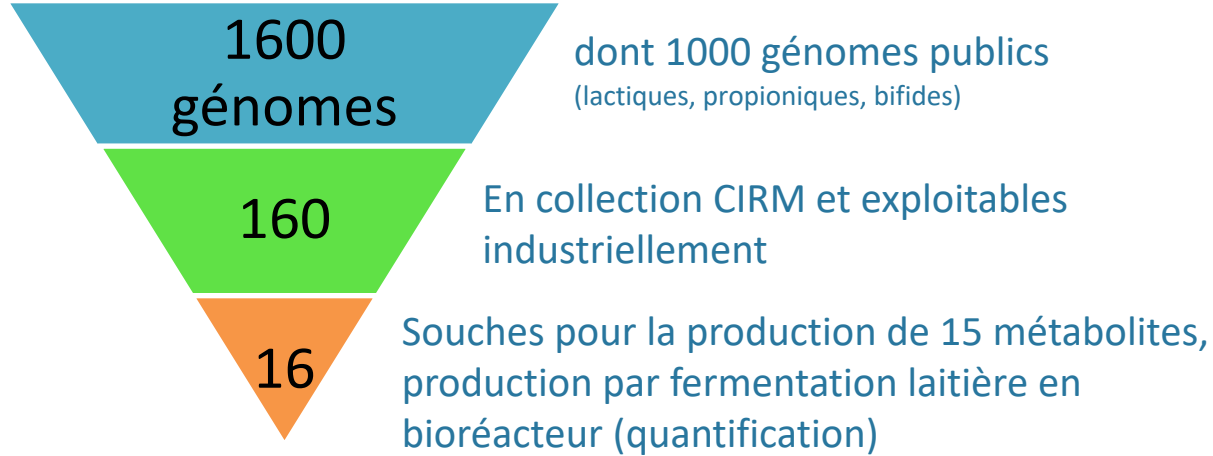 1600
génomes
dont 1000 génomes publics
(lactiques, propioniques, bifides)
160
En collection CIRM et exploitables
industriellement
16
Souches pour la production de 15 métabolites,
production par fermentation laitière en
bioréacteur (quantification)